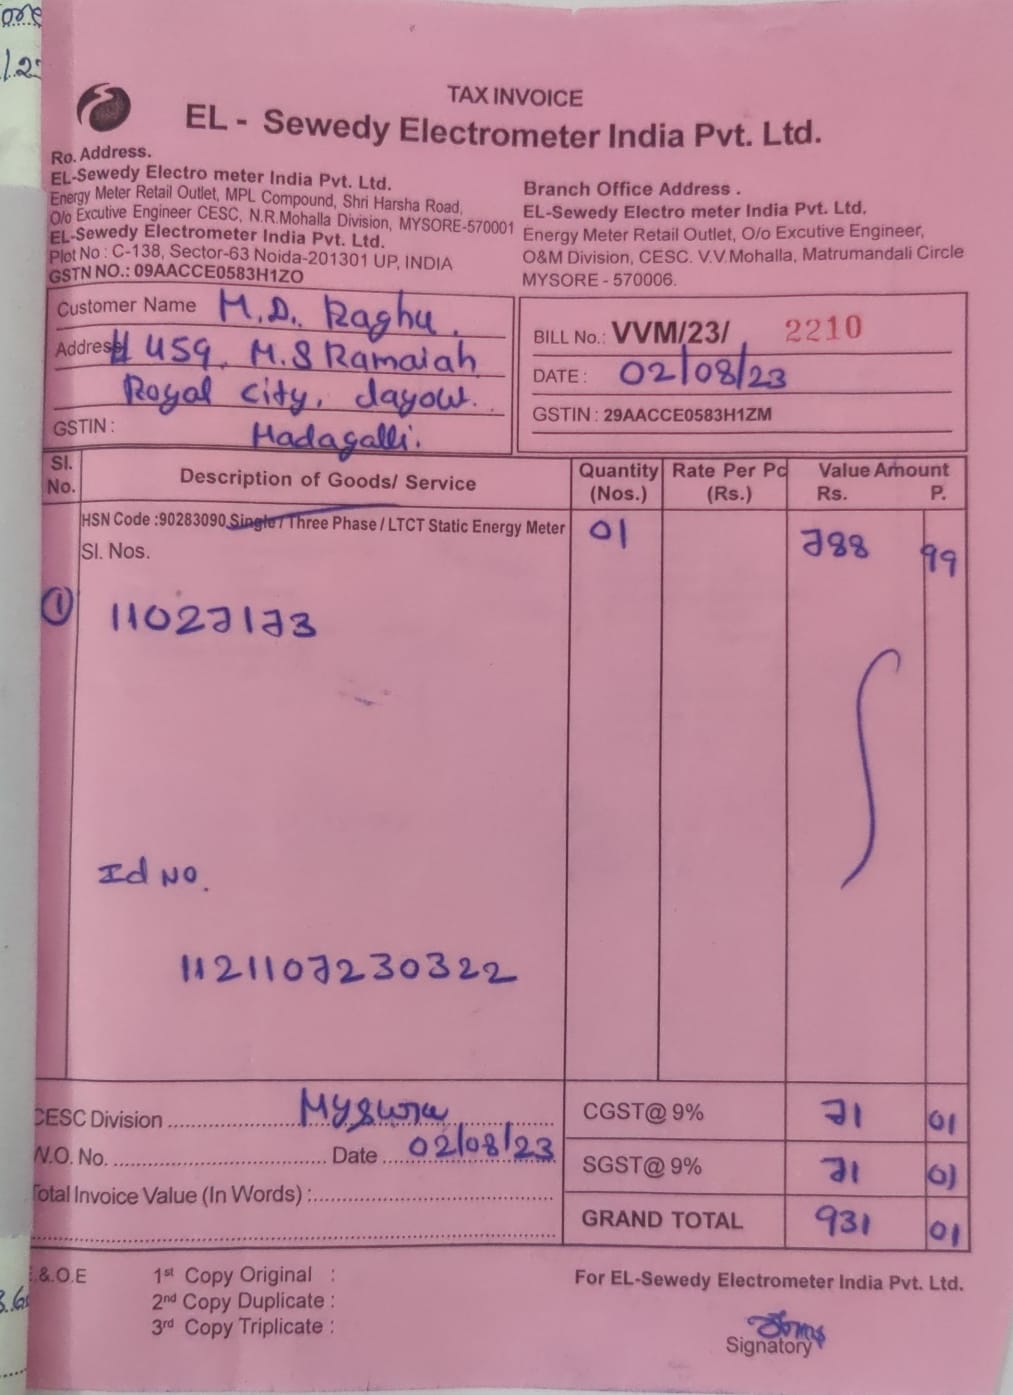 TAX INVOICE
EL - Sewedy Electrometer India Pvt. Ltd.
Ro. Address.
EL-Sewedy Electro meter India Pvt. Ltd.
Energy Meter Retail Outlet, MPL Compound, Shri Harsha Road,
O/o Excutive Engineer CESC, N.R.Mohalla Division, MYSORE-570001
EL-Sewedy Electrometer India Pvt. Ltd.
Plot No : C-138, Sector-63 Noida-201301 UP, INDIA
GSTN NO.: 09AACCE0583H1ZO
Branch Office Address .
EL-Sewedy Electro meter India Pvt. Ltd.
Energy Meter Retail Outlet, O/o Excutive Engineer,
O&M Division, CESC. V.V.Mohalla, Matrumandali Circle
MYSORE - 570006.
Customer Name M.D. Raghu.
Address # 459, M.S Ramaiah
Royal City,
GSTIN : Madagalli.
BILL No.: VVM/23/ 2210
DATE : 02/08/23
GSTIN : 29AACCE0583H1ZM
Sl. No. Description of Goods/ Service Quantity (Nos.) Rate Per Pc (Rs.) Value Amount Rs. P.
HSN Code :90283090 Single / Three Phase / LTCT Static Energy Meter 01 788 99
Sl. Nos.
① 11027173
Id No.
1121107230322
CESC Division Mysuru CGST@ 9% 71 01
W.O. No. Date 02/08/23 SGST@ 9% 71 01
Total Invoice Value (In Words) : GRAND TOTAL 931 01
E.&.O.E 1st Copy Original : For EL-Sewedy Electrometer India Pvt. Ltd.
2nd Copy Duplicate :
3rd Copy Triplicate :
Signatory